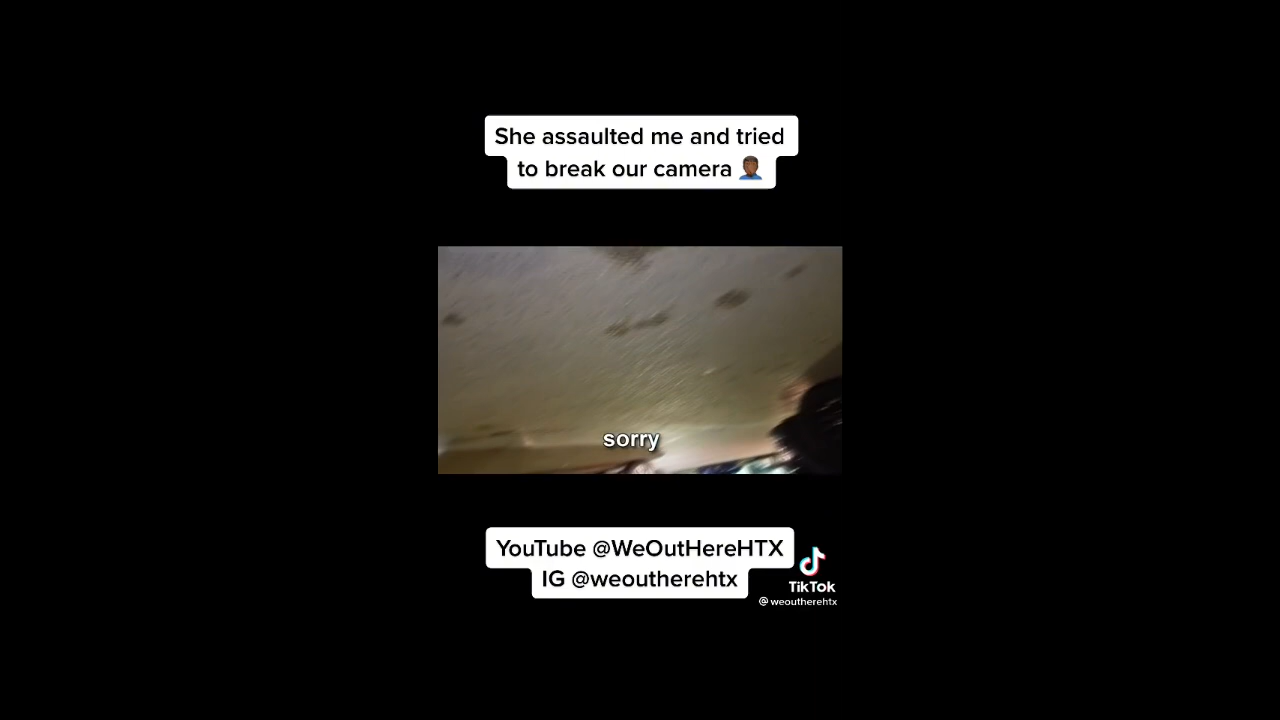 She assaulted me and tried
to break our camera 🤦🏾‍♂️
sorry
YouTube @WeOutHereHTX
IG @weoutherehtx
TikTok
@weoutherehtx